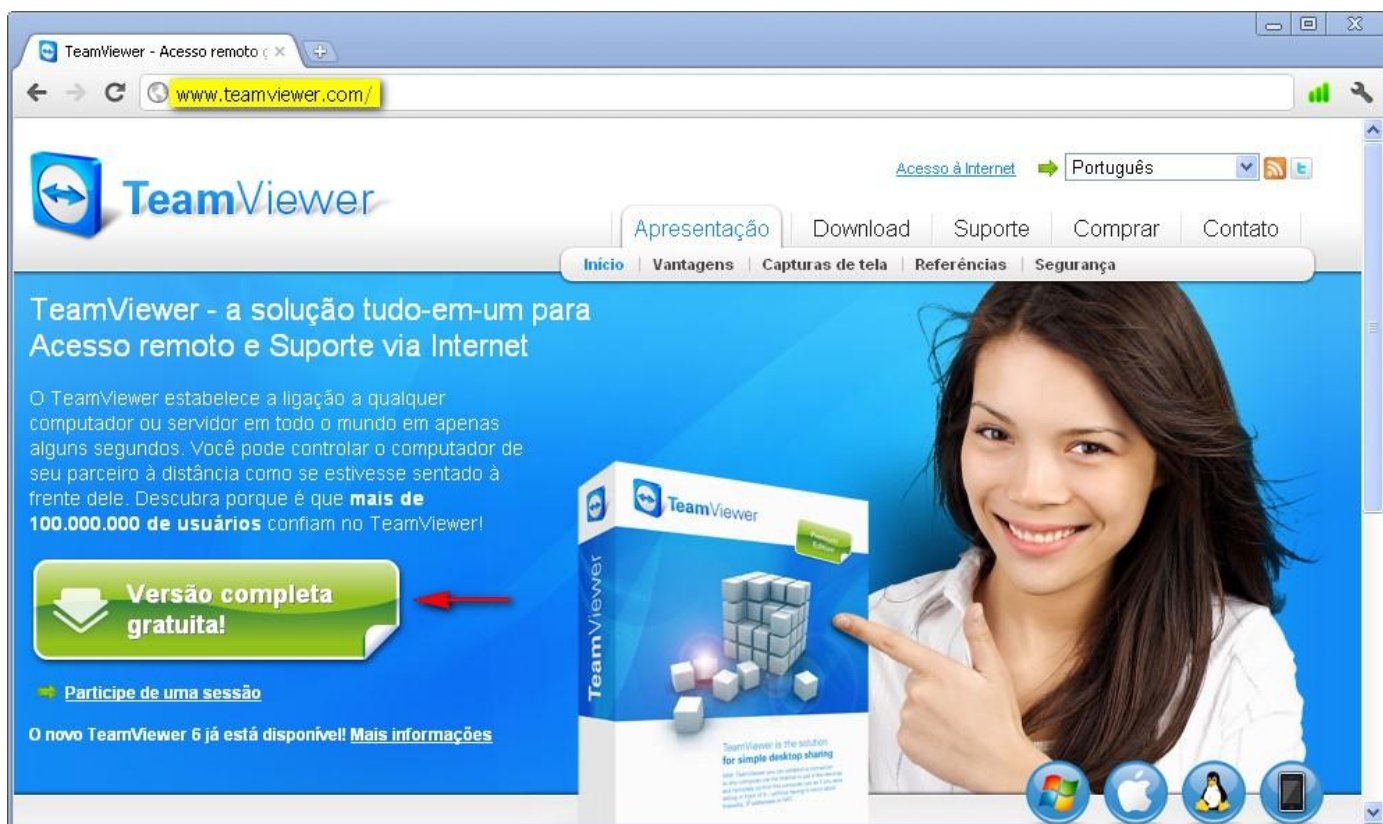 TeamViewer - Acesso remoto ç
www.teamviewer.com/
TeamViewer
Acesso à Internet
Português
Apresentação
Download
Suporte
Comprar
Contato
Início
Vantagens
Capturas de tela
Referências
Segurança
TeamViewer - a solução tudo-em-um para
Acesso remoto e Suporte via Internet
O TeamViewer estabelece a ligação a qualquer
computador ou servidor em todo o mundo em apenas
alguns segundos. Você pode controlar o computador de
seu parceiro à distância como se estivesse sentado à
frente dele. Descubra porque é que mais de
100.000.000 de usuários confiam no TeamViewer!
Versão completa
gratuita!
Participe de uma sessão
O novo TeamViewer 6 já está disponível! Mais informações
TeamViewer
Premium
Edition
TeamViewer
TeamViewer is the solution
for simple desktop sharing